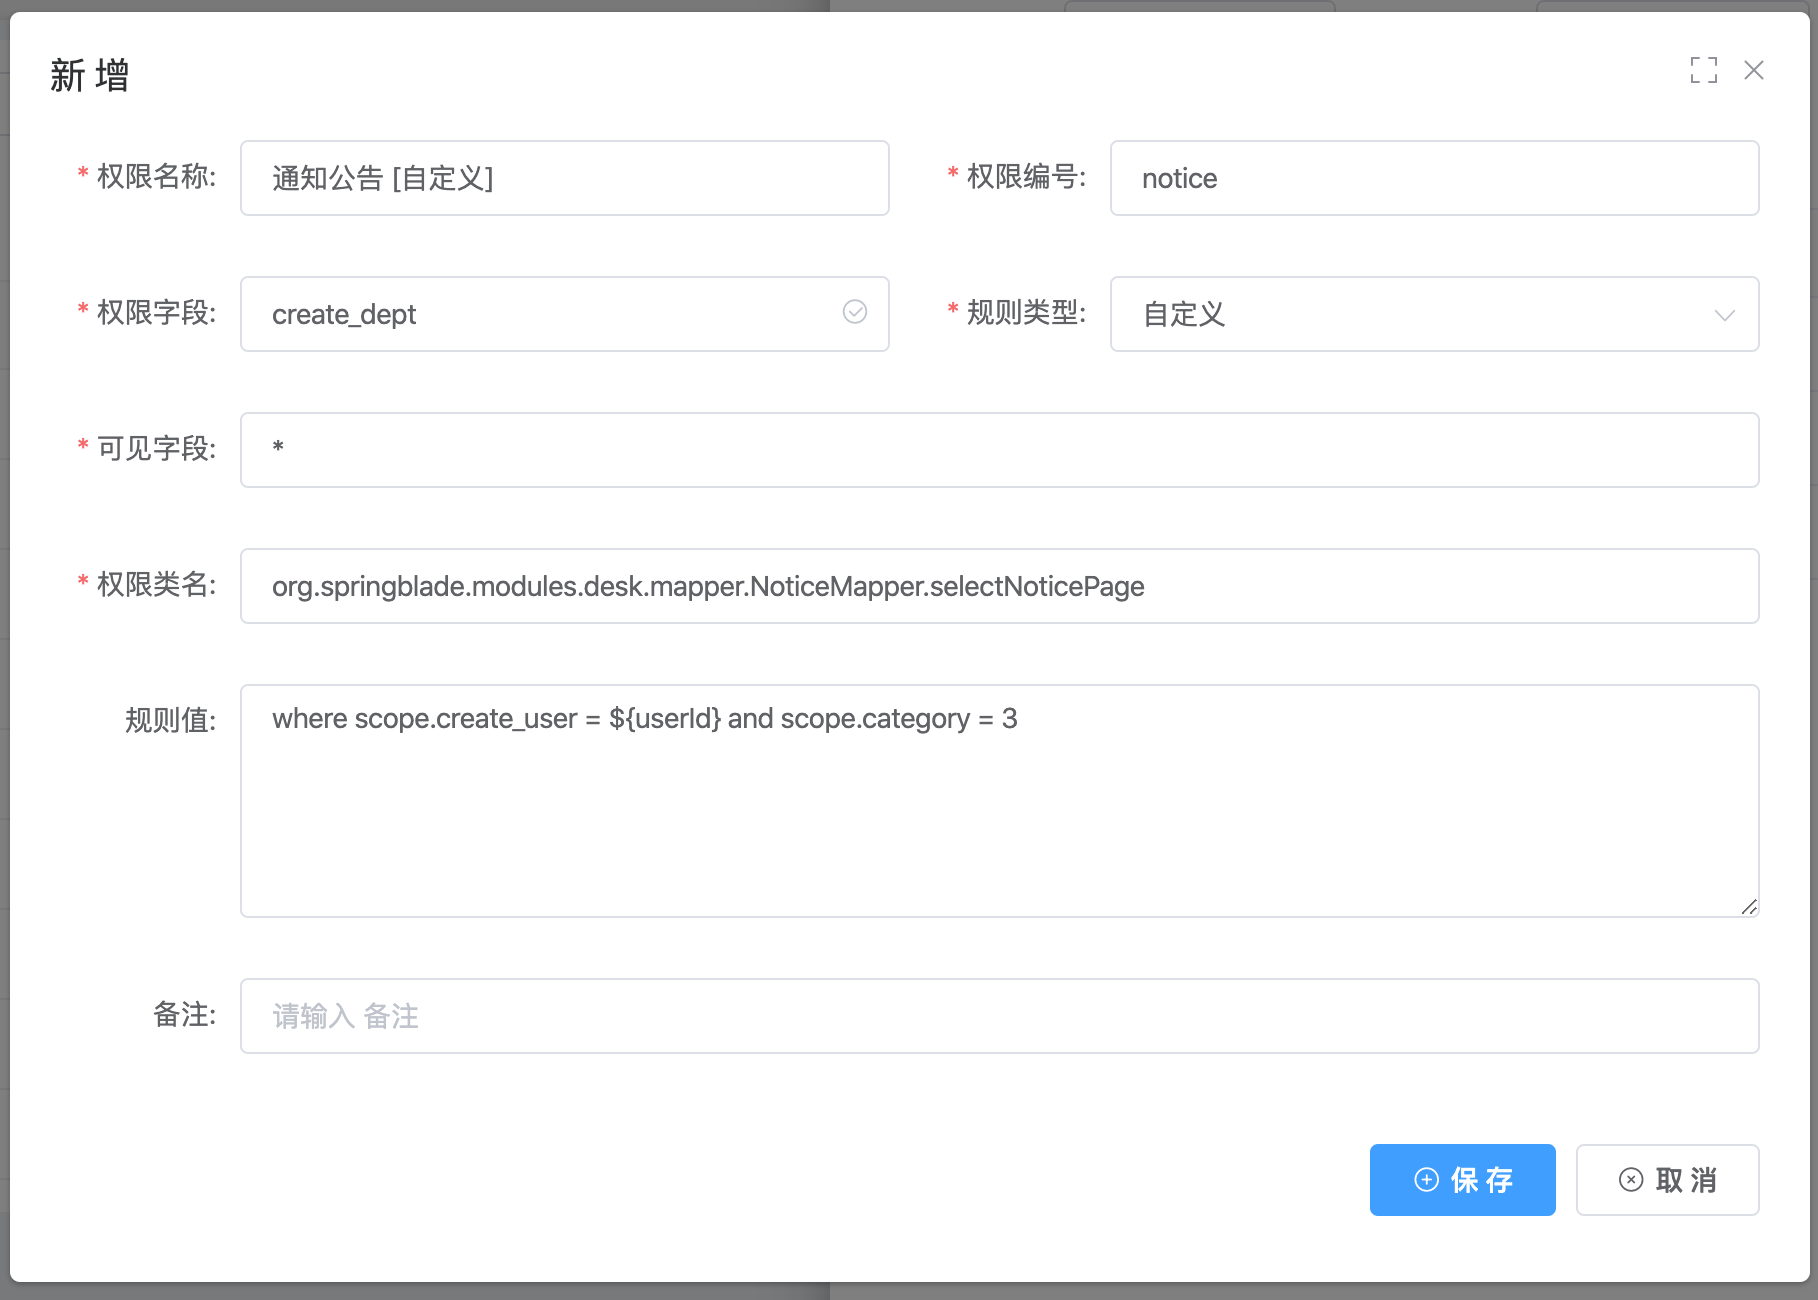 新 增
* 权限名称: 通知公告 [自定义]
* 权限编号: notice
* 权限字段: create_dept
* 规则类型: 自定义
* 可见字段: *
* 权限类名: org.springblade.modules.desk.mapper.NoticeMapper.selectNoticePage
规则值: where scope.create_user = ${userId} and scope.category = 3
备注: 请输入 备注
保 存
取 消